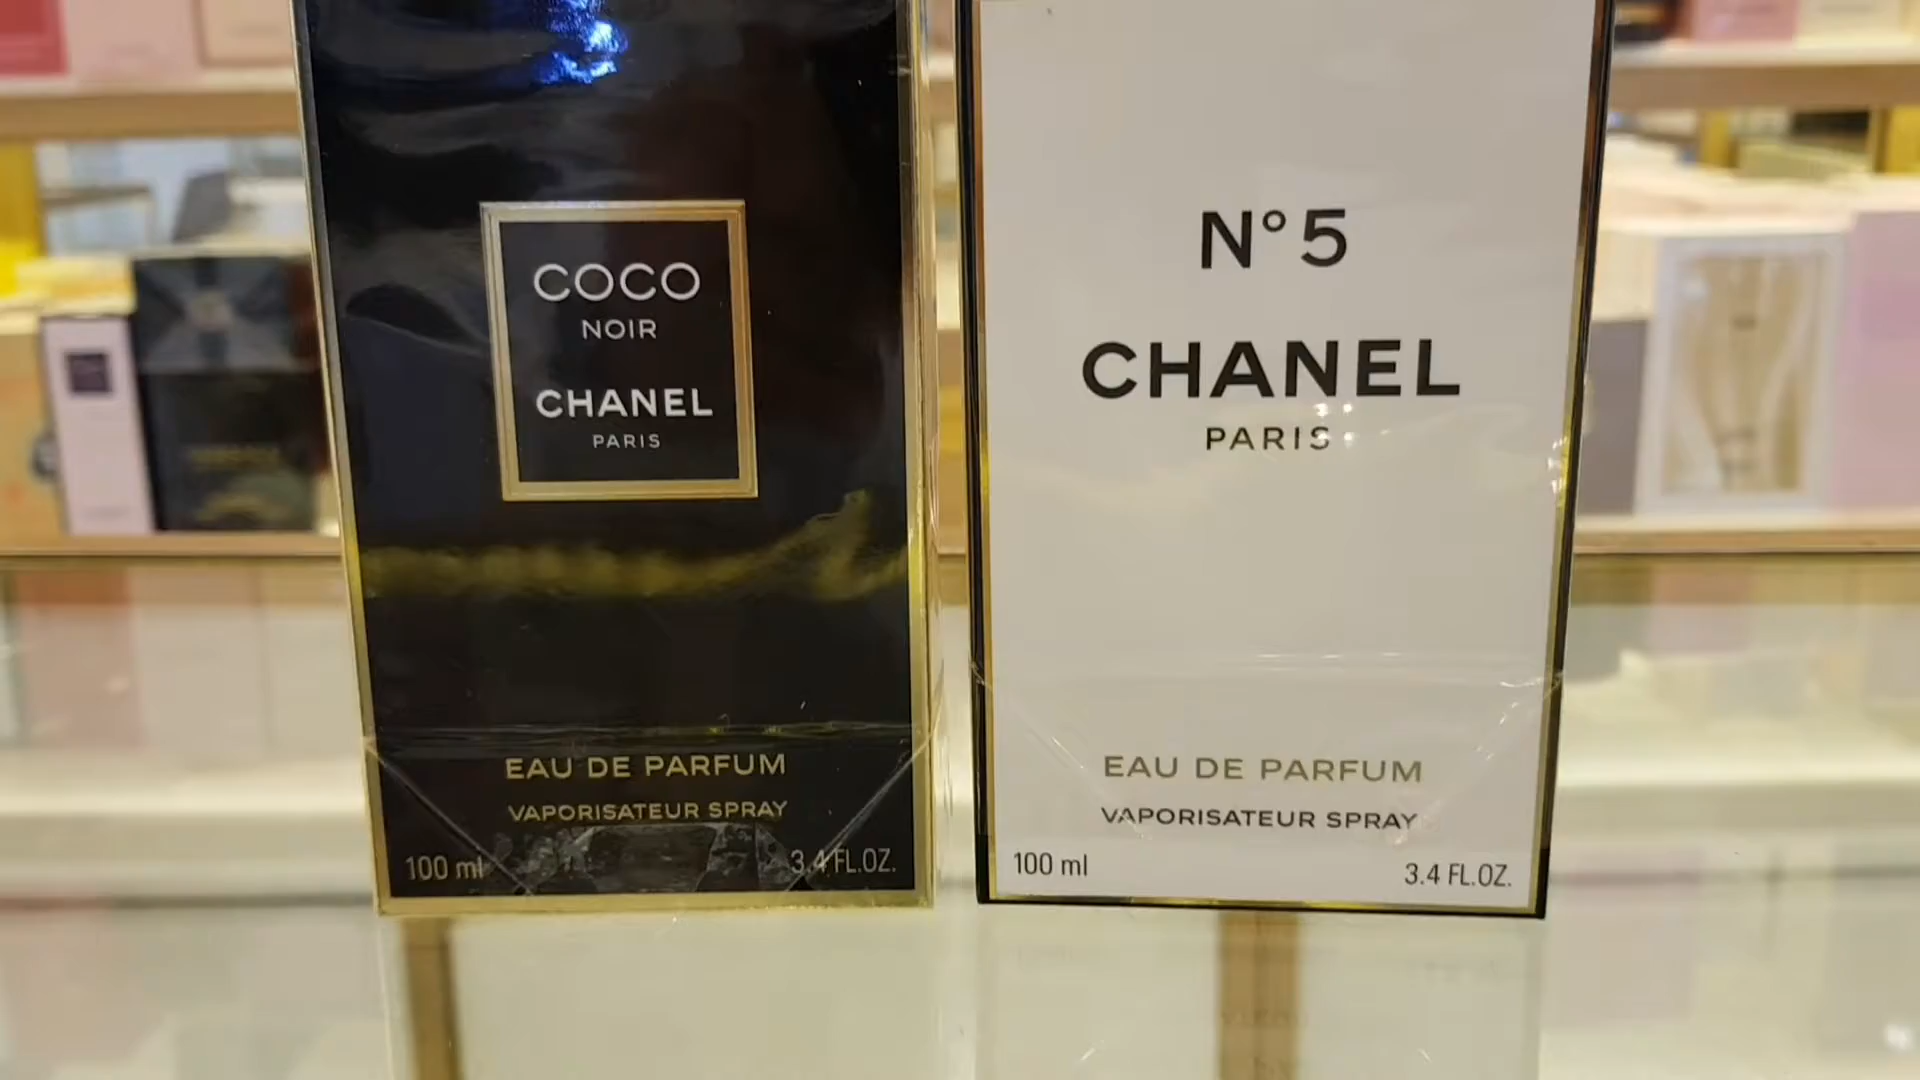 COCO
NOIR
CHANEL
PARIS
EAU DE PARFUM
VAPORISATEUR SPRAY
100 ml
3.4 FL.OZ.
N°5
CHANEL
PARIS
EAU DE PARFUM
VAPORISATEUR SPRAY
100 ml
3.4 FL.OZ.